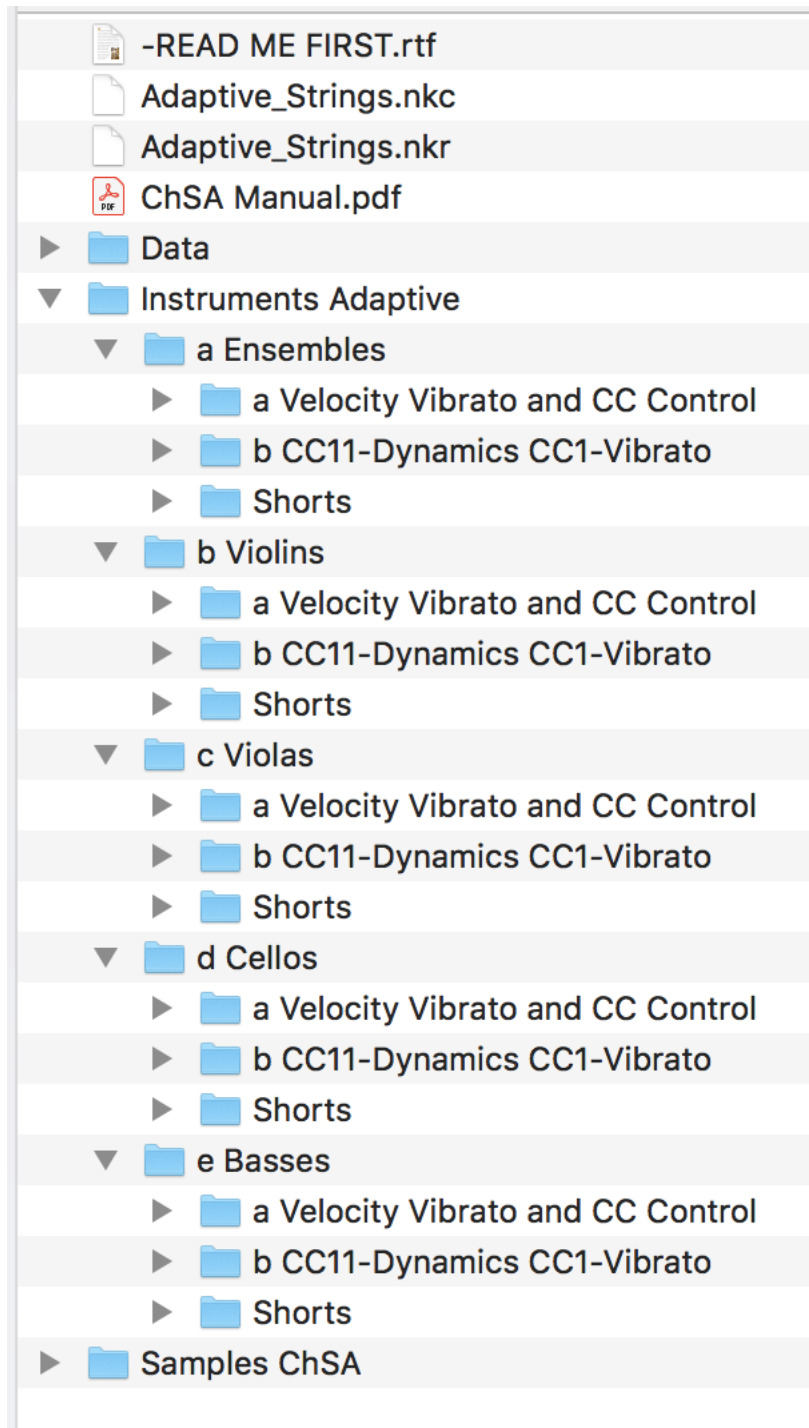 -READ ME FIRST.rtf
Adaptive_Strings.nkc
Adaptive_Strings.nkr
PDF
ChSA Manual.pdf
Data
Instruments Adaptive
a Ensembles
a Velocity Vibrato and CC Control
b CC11-Dynamics CC1-Vibrato
Shorts
b Violins
a Velocity Vibrato and CC Control
b CC11-Dynamics CC1-Vibrato
Shorts
c Violas
a Velocity Vibrato and CC Control
b CC11-Dynamics CC1-Vibrato
Shorts
d Cellos
a Velocity Vibrato and CC Control
b CC11-Dynamics CC1-Vibrato
Shorts
e Basses
a Velocity Vibrato and CC Control
b CC11-Dynamics CC1-Vibrato
Shorts
Samples ChSA